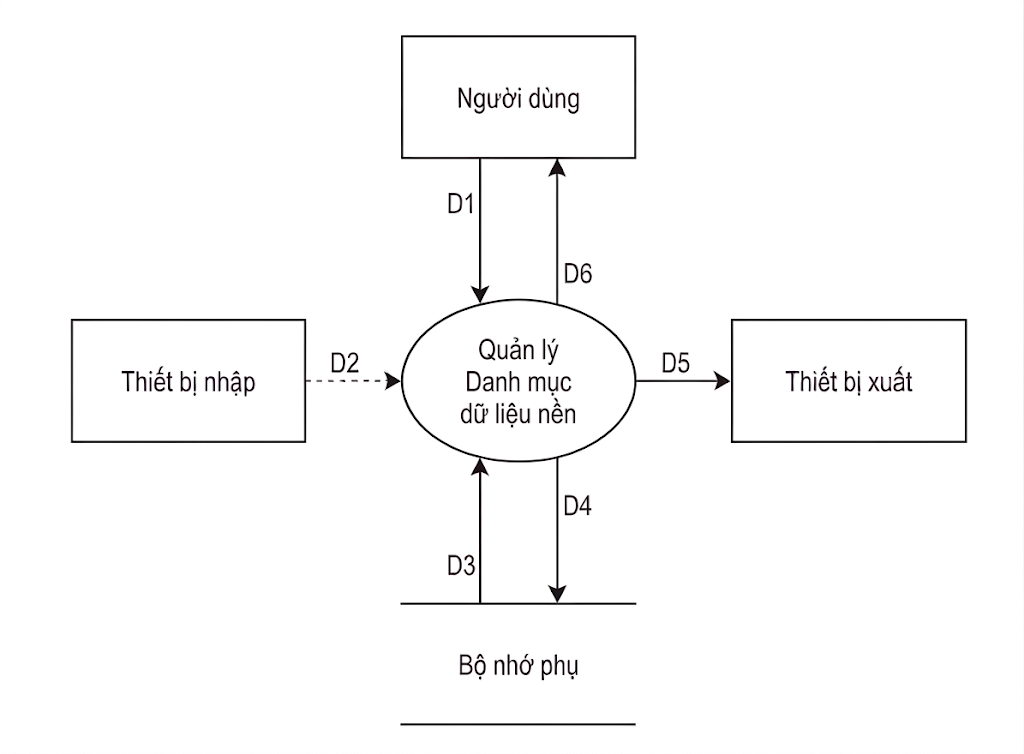 Người dùng
D1
D6
Thiết bị nhập
D2
Quản lý
Danh mục
dữ liệu nền
D5
Thiết bị xuất
D4
D3
Bộ nhớ phụ